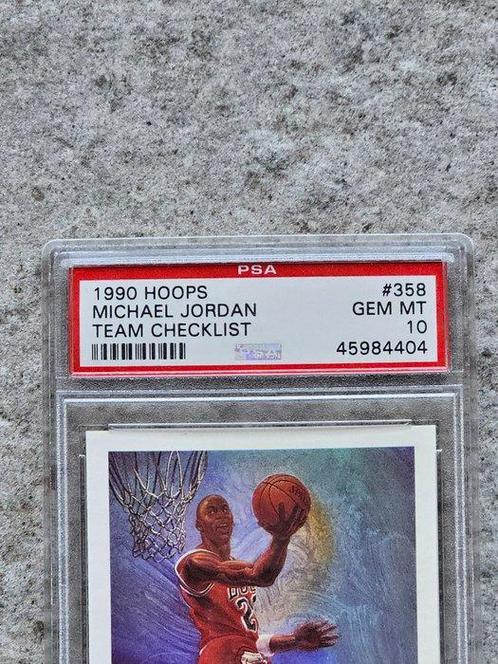 PSA
1990 HOOPS #358
MICHAEL JORDAN GEM MT
TEAM CHECKLIST 10
45984404